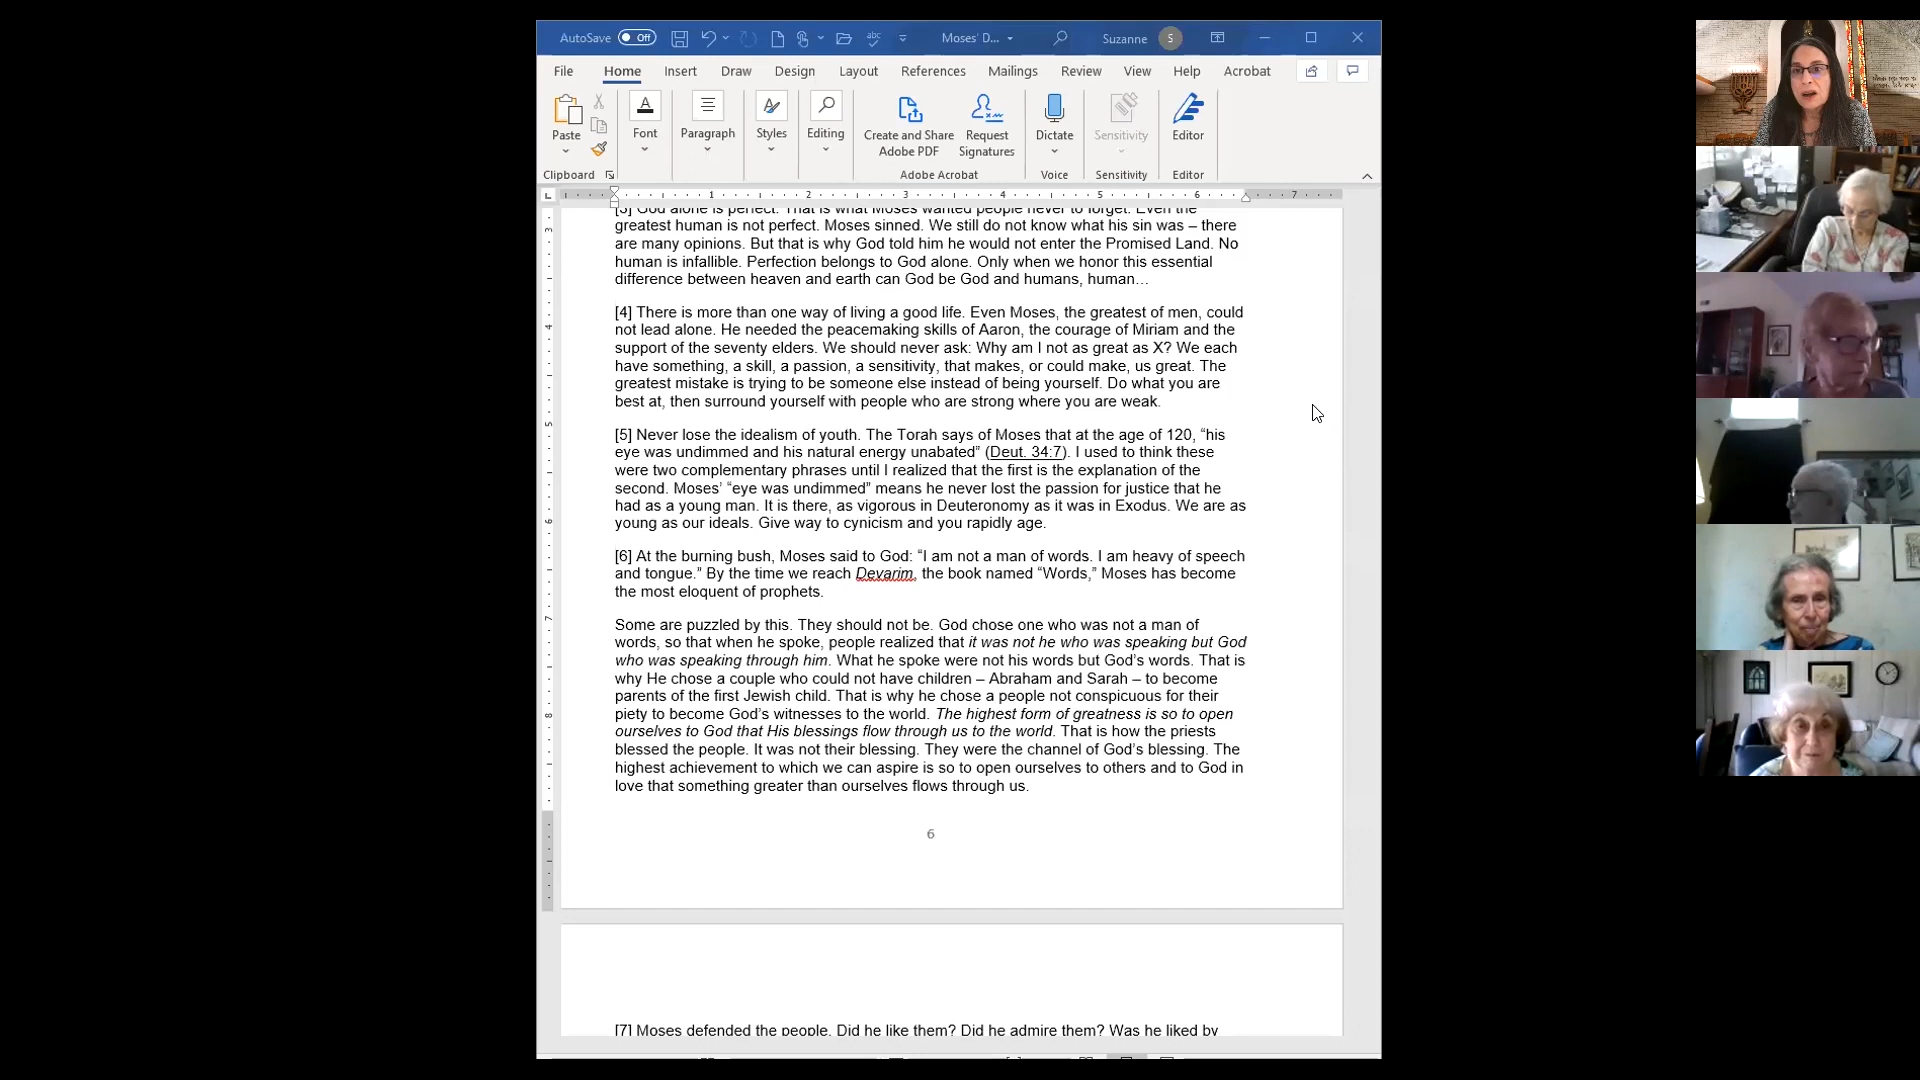 AutoSave Off Moses' D... Suzanne S
File Home Insert Draw Design Layout References Mailings Review View Help Acrobat
Paste Font Paragraph Styles Editing Create and Share Adobe PDF Request Signatures Dictate Sensitivity Editor
Clipboard Adobe Acrobat Voice Sensitivity Editor
1 2 3 4 5 6 7
[3] God alone is perfect. That is what Moses wanted people never to forget. Even the
greatest human is not perfect. Moses sinned. We still do not know what his sin was – there
are many opinions. But that is why God told him he would not enter the Promised Land. No
human is infallible. Perfection belongs to God alone. Only when we honor this essential
difference between heaven and earth can God be God and humans, human…
[4] There is more than one way of living a good life. Even Moses, the greatest of men, could
not lead alone. He needed the peacemaking skills of Aaron, the courage of Miriam and the
support of the seventy elders. We should never ask: Why am I not as great as X? We each
have something, a skill, a passion, a sensitivity, that makes, or could make, us great. The
greatest mistake is trying to be someone else instead of being yourself. Do what you are
best at, then surround yourself with people who are strong where you are weak.
[5] Never lose the idealism of youth. The Torah says of Moses that at the age of 120, “his
eye was undimmed and his natural energy unabated” (Deut. 34:7). I used to think these
were two complementary phrases until I realized that the first is the explanation of the
second. Moses’ “eye was undimmed” means he never lost the passion for justice that he
had as a young man. It is there, as vigorous in Deuteronomy as it was in Exodus. We are as
young as our ideals. Give way to cynicism and you rapidly age.
[6] At the burning bush, Moses said to God: “I am not a man of words. I am heavy of speech
and tongue.” By the time we reach Devarim, the book named “Words,” Moses has become
the most eloquent of prophets.
Some are puzzled by this. They should not be. God chose one who was not a man of
words, so that when he spoke, people realized that it was not he who was speaking but God
who was speaking through him. What he spoke were not his words but God’s words. That is
why He chose a couple who could not have children – Abraham and Sarah – to become
parents of the first Jewish child. That is why he chose a people not conspicuous for their
piety to become God’s witnesses to the world. The highest form of greatness is so to open
ourselves to God that His blessings flow through us to the world. That is how the priests
blessed the people. It was not their blessing. They were the channel of God’s blessing. The
highest achievement to which we can aspire is so to open ourselves to others and to God in
love that something greater than ourselves flows through us.
6
[7] Moses defended the people. Did he like them? Did he admire them? Was he liked by